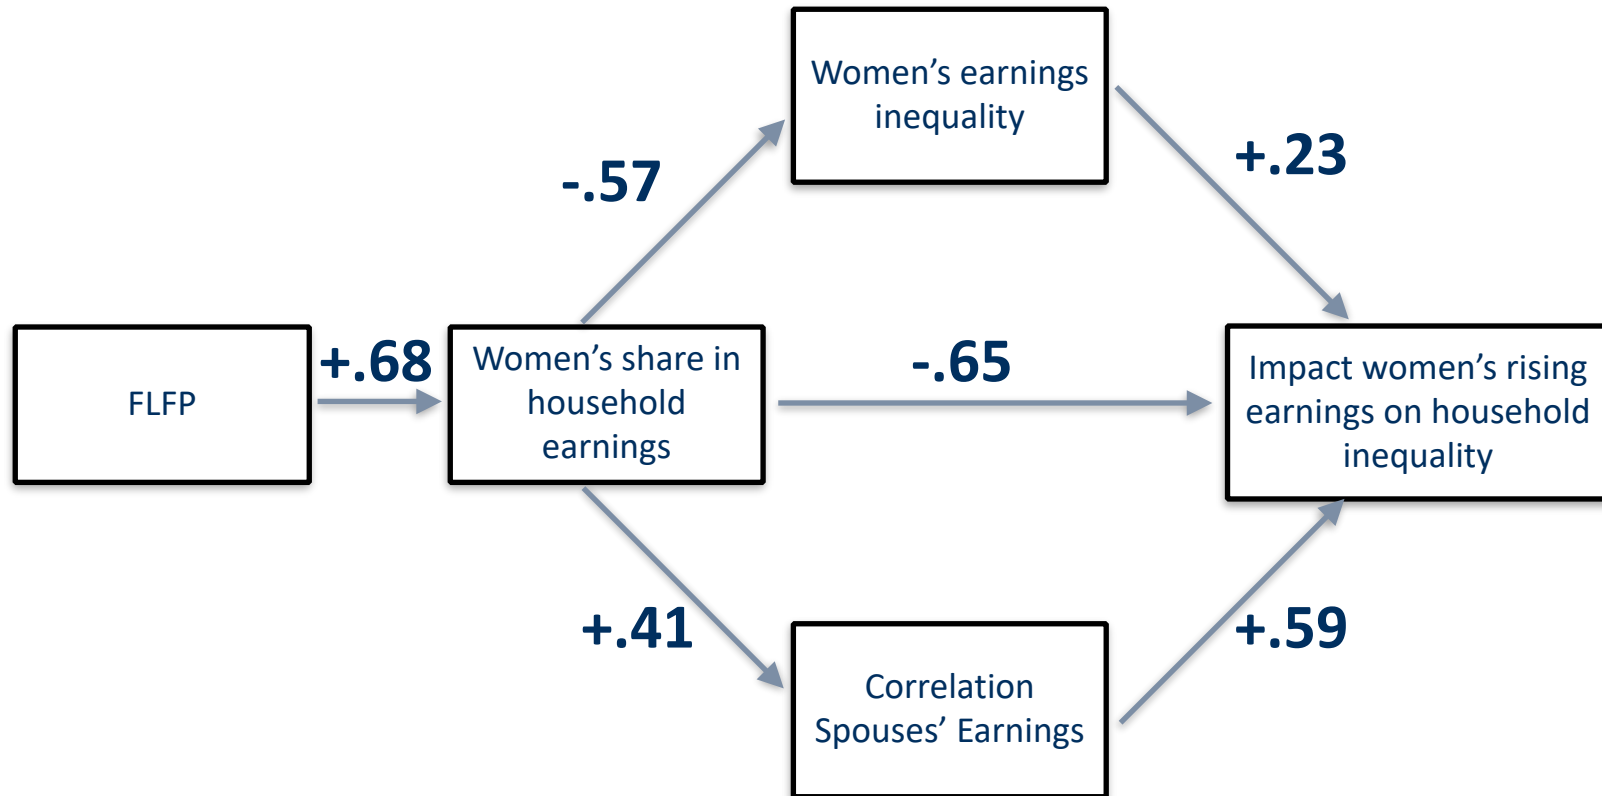 Women’s earnings
inequality
-.57
+.23
FLFP
+.68
Women’s share in
household
earnings
-.65
Impact women’s rising
earnings on household
inequality
+.41
+.59
Correlation
Spouses’ Earnings